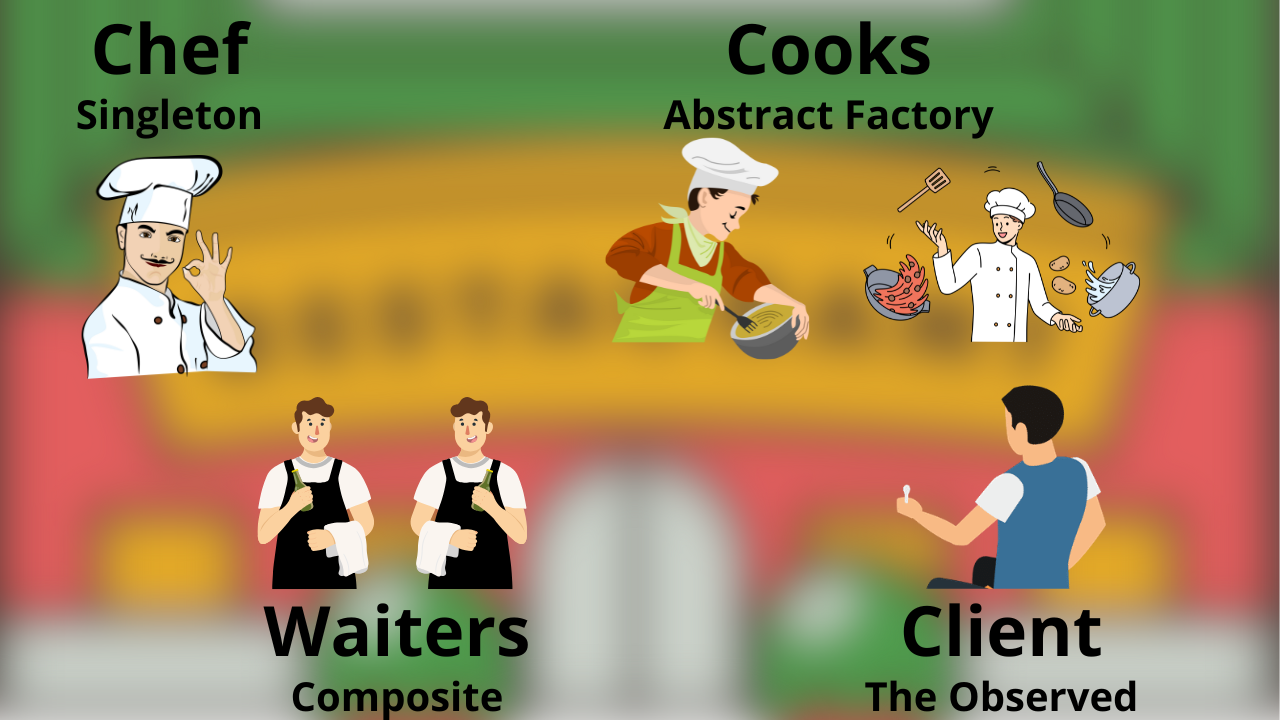 Chef
Singleton
Cooks
Abstract Factory
Waiters
Composite
Client
The Observed